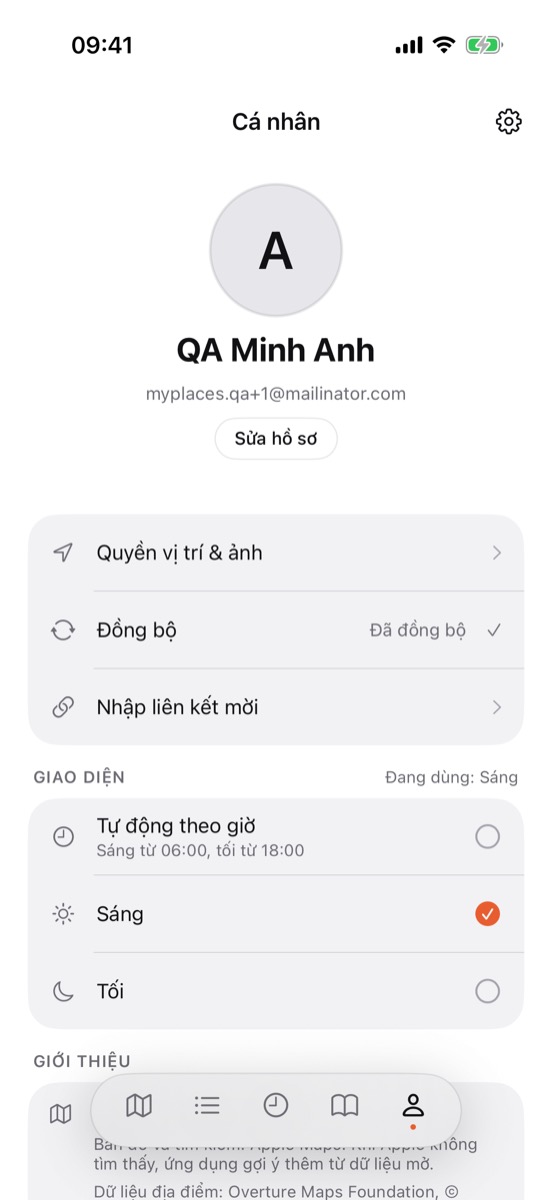 09:41
Cá nhân
A
QA Minh Anh
myplaces.qa+1@mailinator.com
Sửa hồ sơ
Quyền vị trí & ảnh
Đồng bộ
Đã đồng bộ
Nhập liên kết mời
GIAO DIỆN
Đang dùng: Sáng
Tự động theo giờ
Sáng từ 06:00, tối từ 18:00
Sáng
Tối
GIỚI THIỆU
không
tìm thấy, ứng dụng gợi ý thêm từ dữ liệu mở.
Dữ liệu địa điểm: Overture Maps Foundation, ©